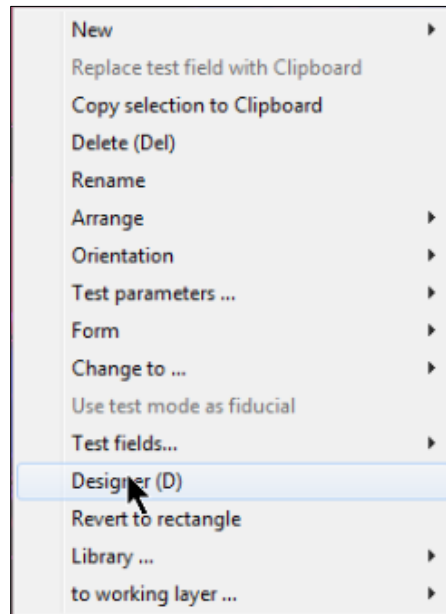 New
Replace test field with Clipboard
Copy selection to Clipboard
Delete (Del)
Rename
Arrange
Orientation
Test parameters ...
Form
Change to ...
Use test mode as fiducial
Test fields...
Designer (D)
Revert to rectangle
Library ...
to working layer ...